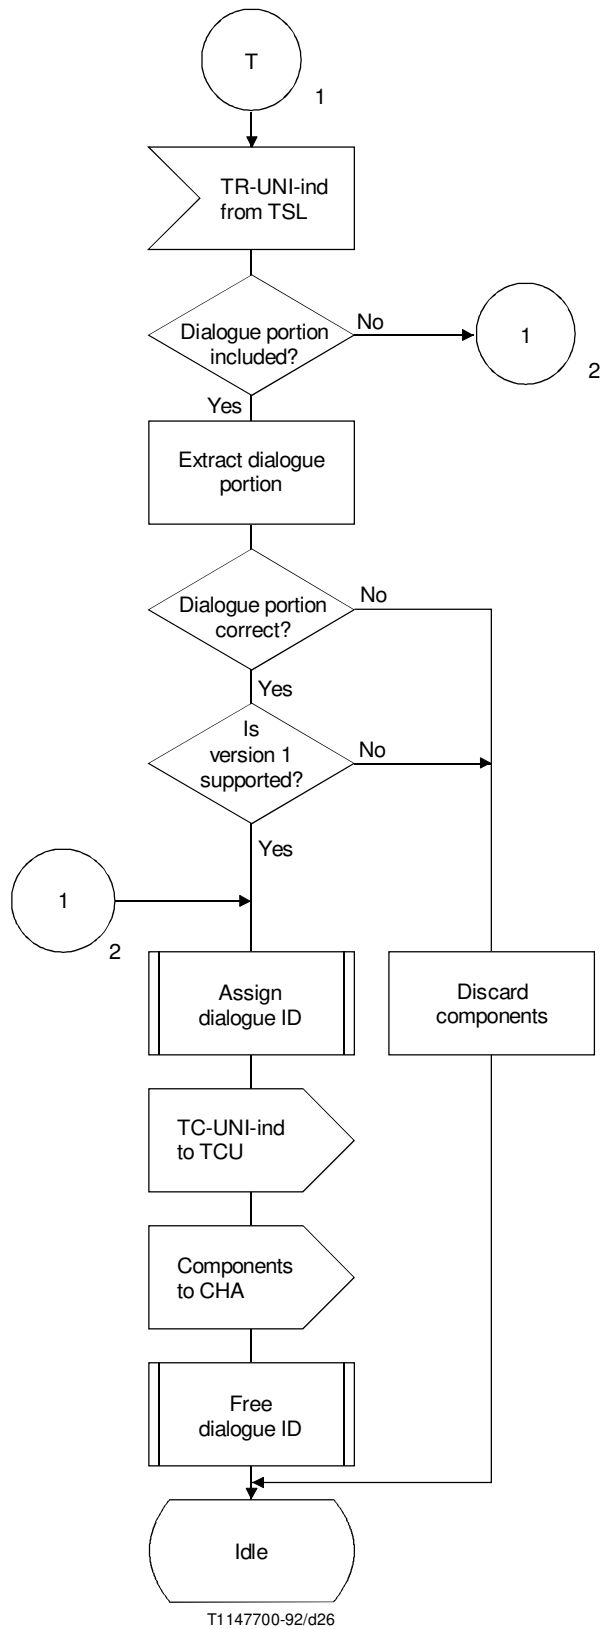 T
1
TR-UNI-ind
from TSL
Dialogue portion
included?
No
1
2
Yes
Extract dialogue
portion
Dialogue portion
correct?
No
Yes
Is
version 1
supported?
No
Yes
1
2
Assign
dialogue ID
Discard
components
TC-UNI-ind
to TCU
Components
to CHA
Free
dialogue ID
Idle
T1147700-92/d26